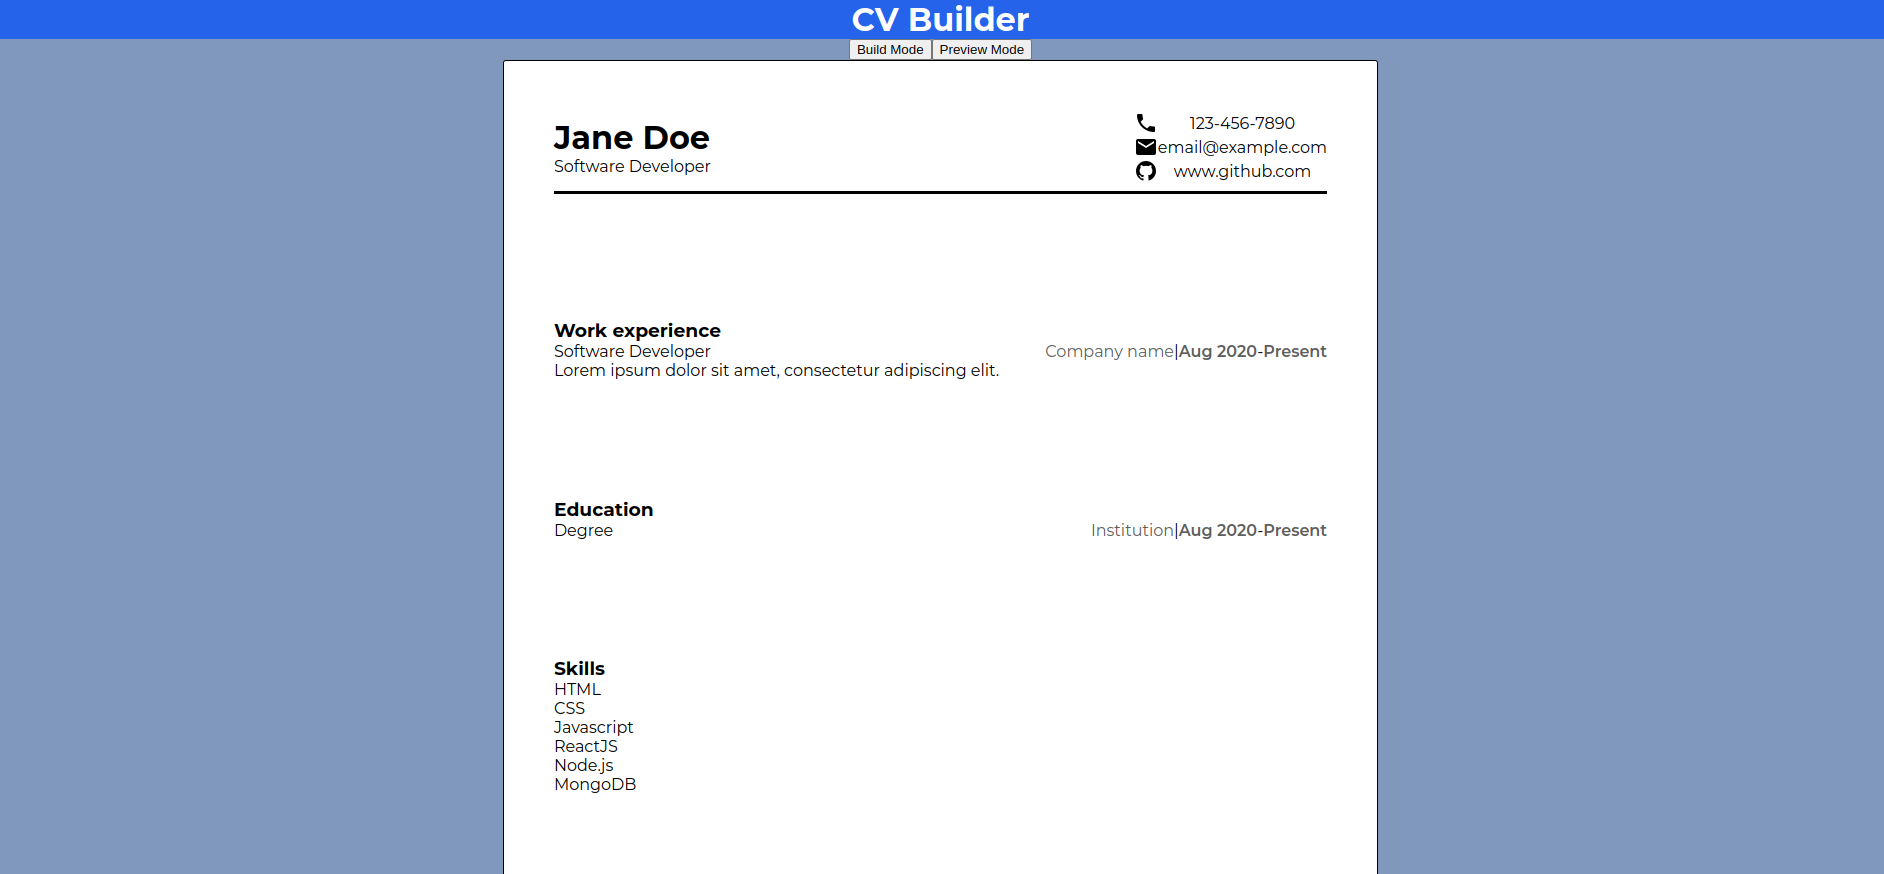 CV Builder
Build Mode Preview Mode
Jane Doe
Software Developer
123-456-7890
email@example.com
www.github.com
Work experience
Software Developer Company name|Aug 2020-Present
Lorem ipsum dolor sit amet, consectetur adipiscing elit.
Education
Degree Institution|Aug 2020-Present
Skills
HTML
CSS
Javascript
ReactJS
Node.js
MongoDB